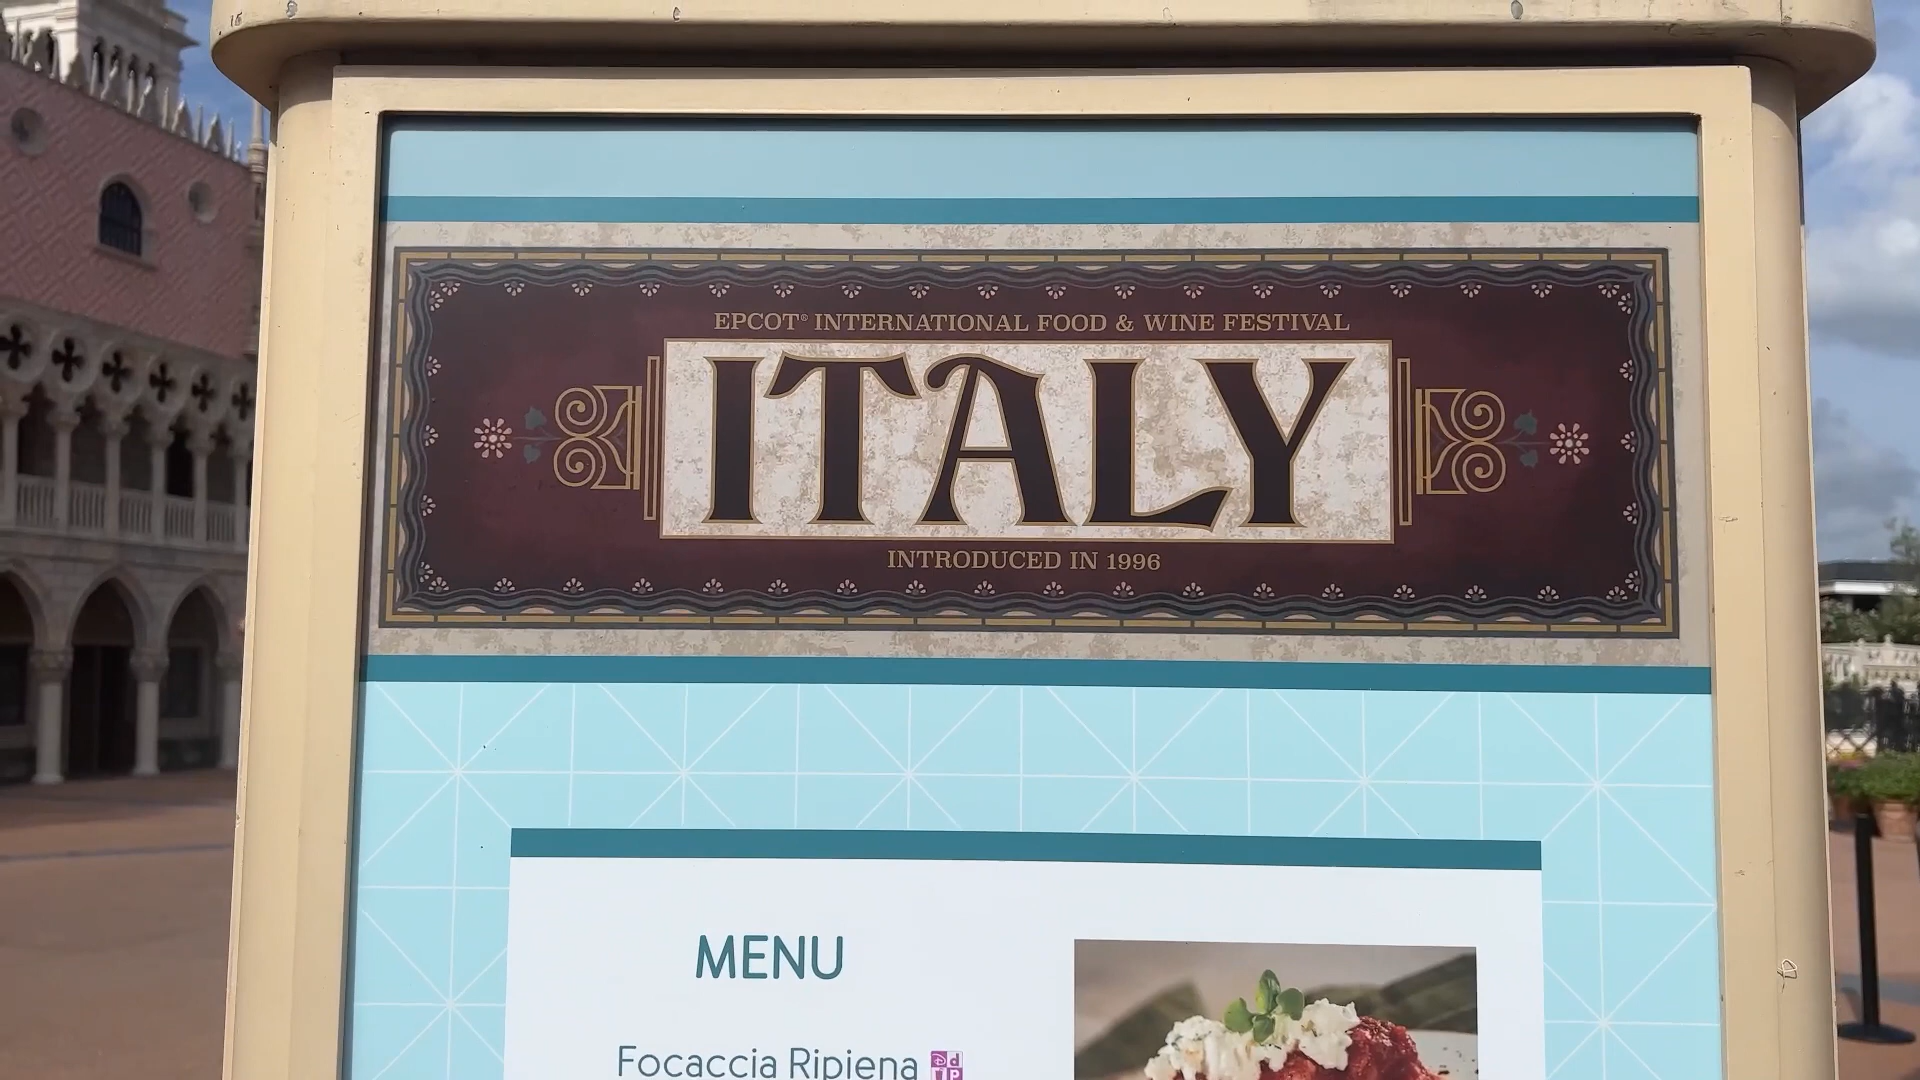 EPCOT® INTERNATIONAL FOOD & WINE FESTIVAL
ITALY
INTRODUCED IN 1996
MENU
Focaccia Ripiena